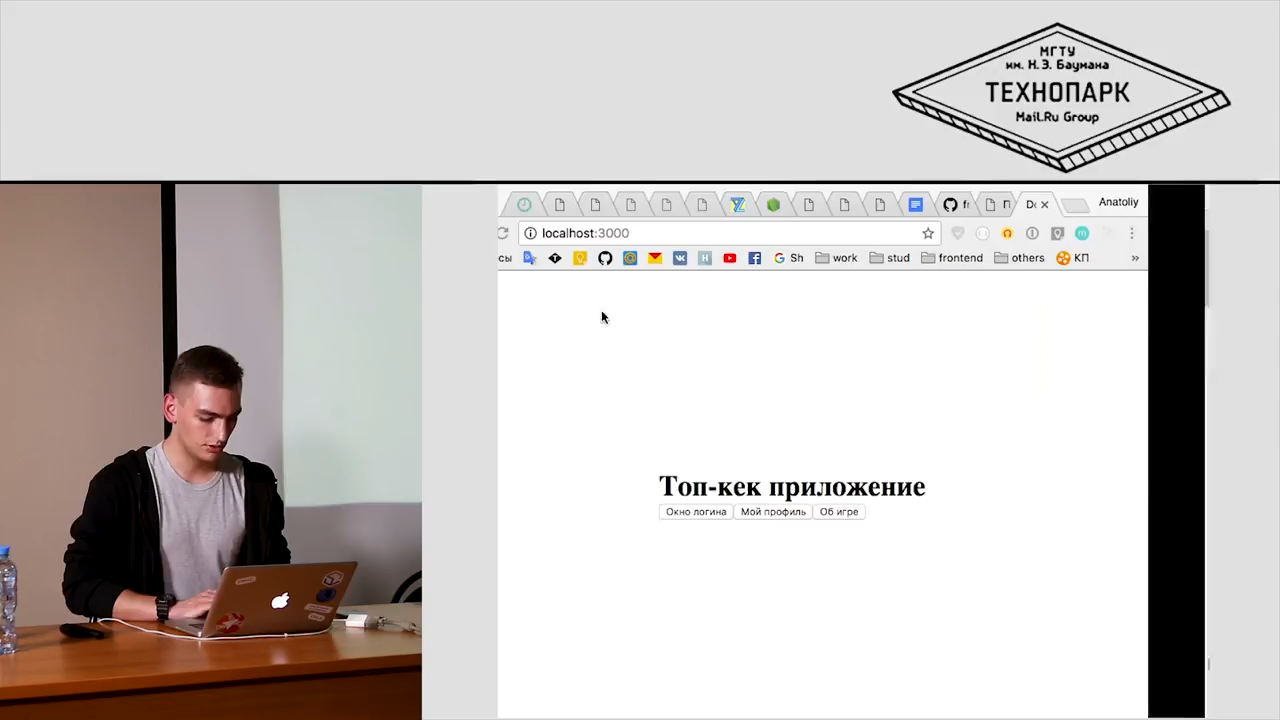 МГТУ
им. Н.Э. Баумана
ТЕХНОПАРК
Mail.Ru Group
Anatoliy
localhost:3000
сы
Sh
work
stud
frontend
others
КП
»
Топ-кек приложение
Окно логина
Мой профиль
Об игре